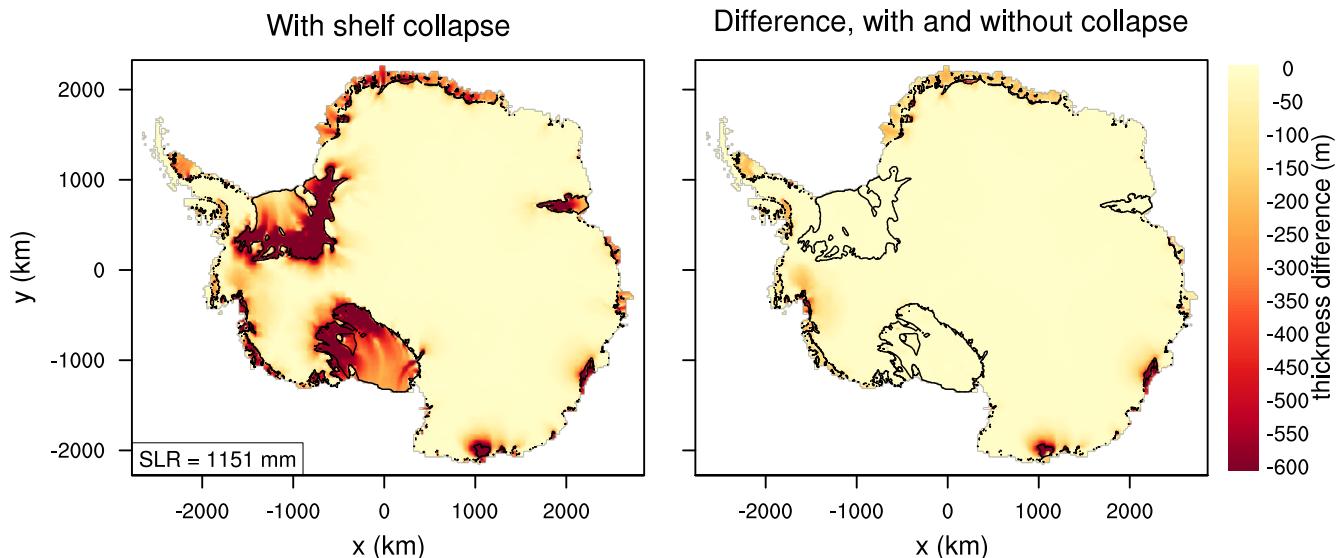 With shelf collapse
Difference, with and without collapse
2000
1000
0
-1000
-2000
y (km)
SLR = 1151 mm
-2000 -1000 0 1000 2000
x (km)
-2000 -1000 0 1000 2000
x (km)
0
-50
-100
-150
-200
-250
-300
-350
-400
-450
-500
-550
-600
thickness difference (m)